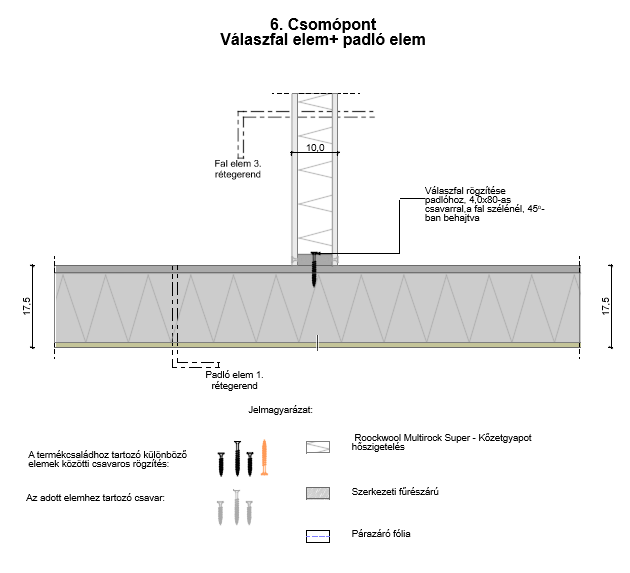 6. Csomópont
Válaszfal elem+ padló elem
10,0
Fal elem 3.
rétegerend
Válaszfal rögzítése
padlóhoz, 4,0x80-as
csavarral,a fal szélénél, 45º-
ban behajtva
17,5
17,5
Padló elem 1.
rétegerend
Jelmagyarázat:
A termékcsaládhoz tartozó különböző
elemek közötti csavaros rögzítés:
Roockwool Multirock Super - Kőzetgyapot
hőszigetelés
Az adott elemhez tartozó csavar:
Szerkezeti fűrészárú
Párazáró fólia